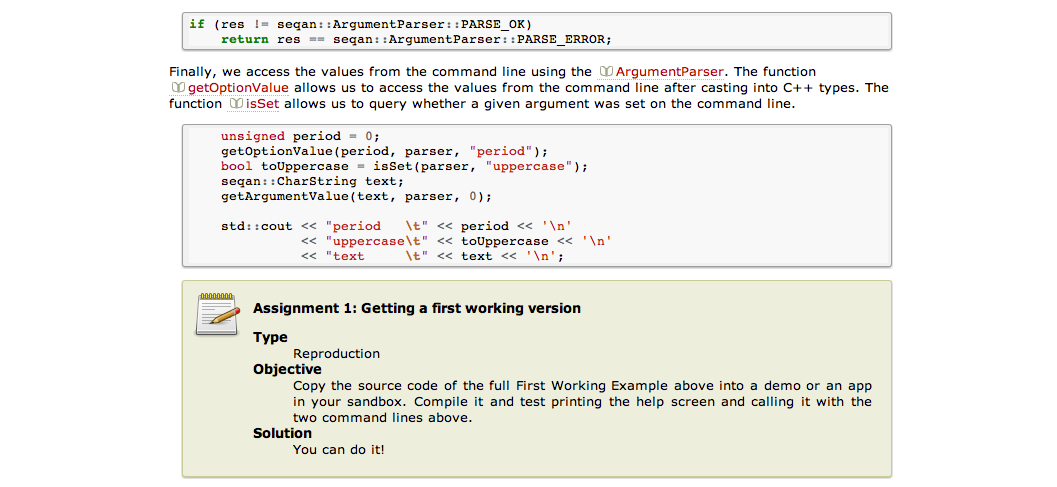 if (res != seqan::ArgumentParser::PARSE_OK)
    return res == seqan::ArgumentParser::PARSE_ERROR;
Finally, we access the values from the command line using the ArgumentParser. The function
getOptionValue allows us to access the values from the command line after casting into C++ types. The
function isSet allows us to query whether a given argument was set on the command line.
    unsigned period = 0;
    getOptionValue(period, parser, "period");
    bool toUppercase = isSet(parser, "uppercase");
    seqan::CharString text;
    getArgumentValue(text, parser, 0);

    std::cout << "period   \t" << period << '\n'
              << "uppercase\t" << toUppercase << '\n'
              << "text     \t" << text << '\n';
Assignment 1: Getting a first working version
Type
Reproduction
Objective
Copy the source code of the full First Working Example above into a demo or an app
in your sandbox. Compile it and test printing the help screen and calling it with the
two command lines above.
Solution
You can do it!